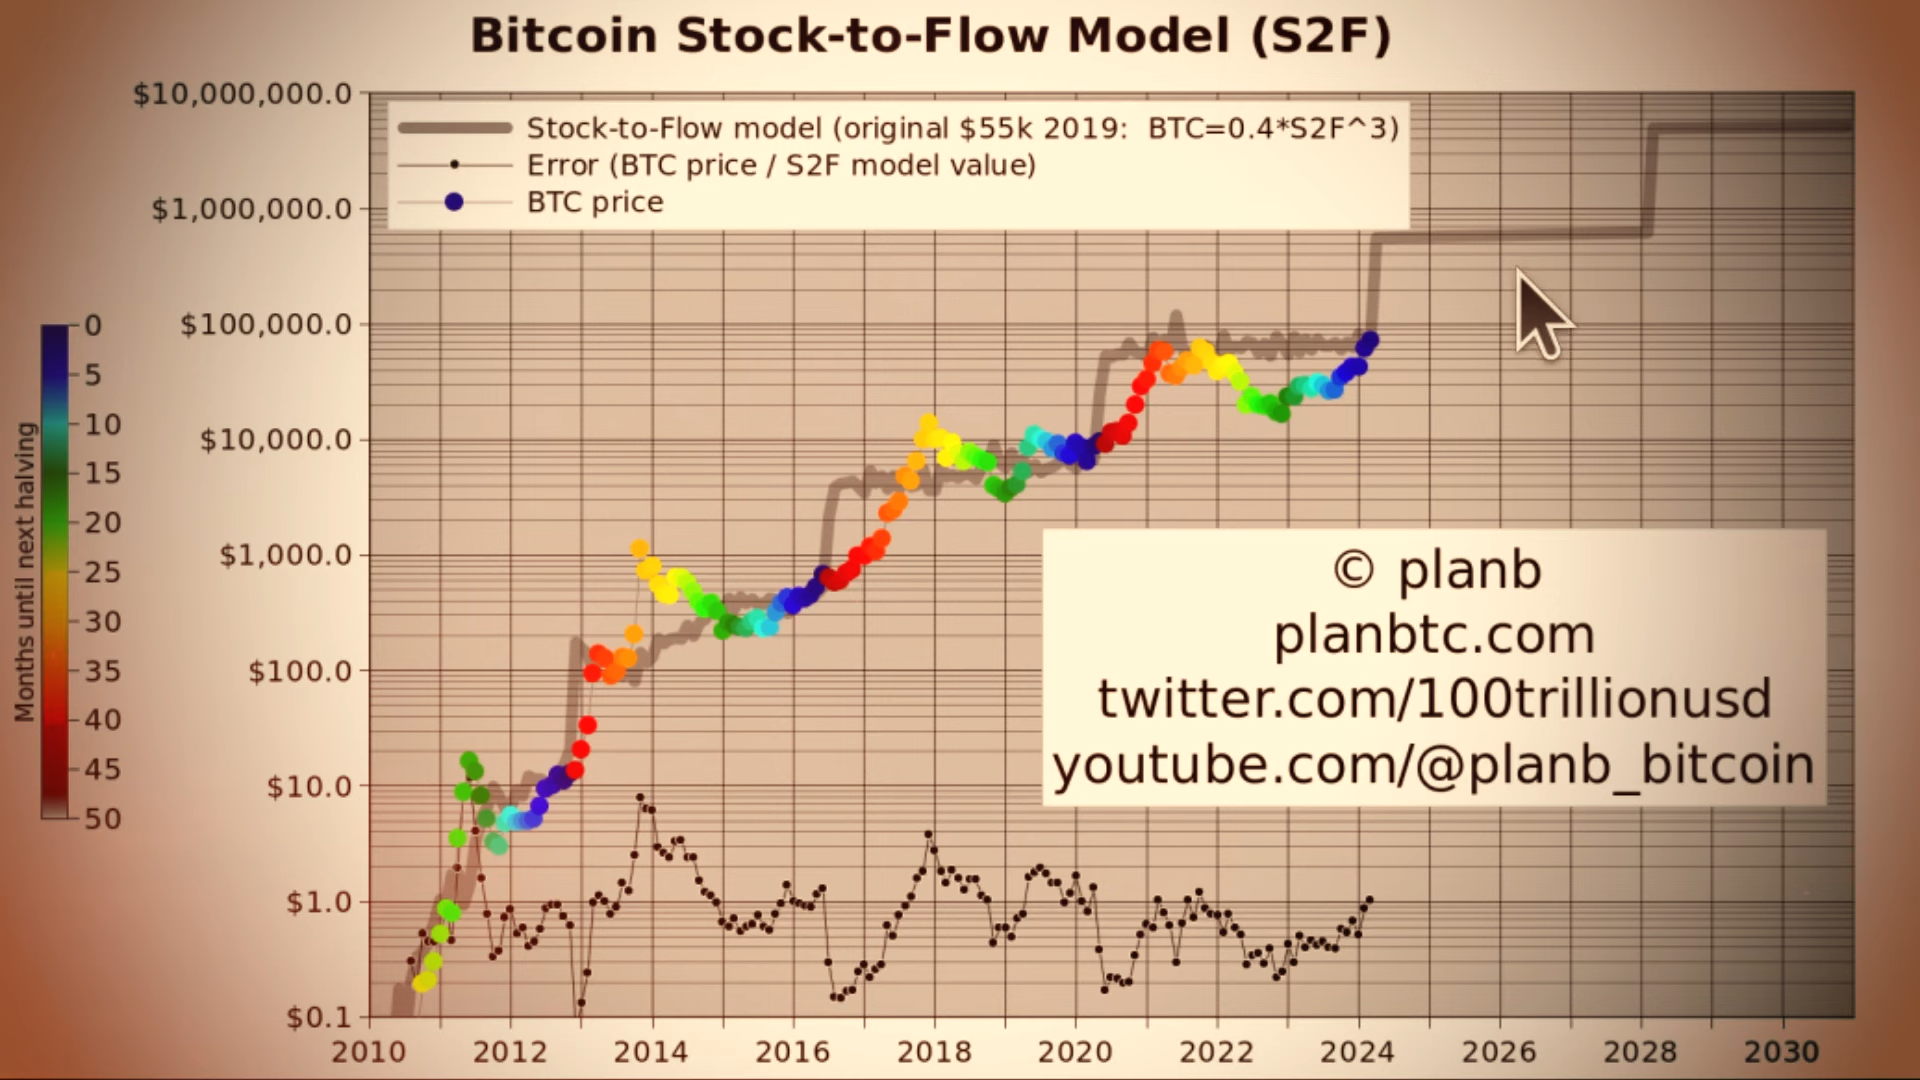 Bitcoin Stock-to-Flow Model (S2F)
$10,000,000.0
$1,000,000.0
$100,000.0
$10,000.0
$1,000.0
$100.0
$10.0
$1.0
$0.1
Stock-to-Flow model (original $55k 2019:  BTC=0.4*S2F^3)
Error (BTC price / S2F model value)
BTC price
Months until next halving
0
5
10
15
20
25
30
35
40
45
50
© planb
planbtc.com
twitter.com/100trillionusd
youtube.com/@planb_bitcoin
2010 2012 2014 2016 2018 2020 2022 2024 2026 2028 2030